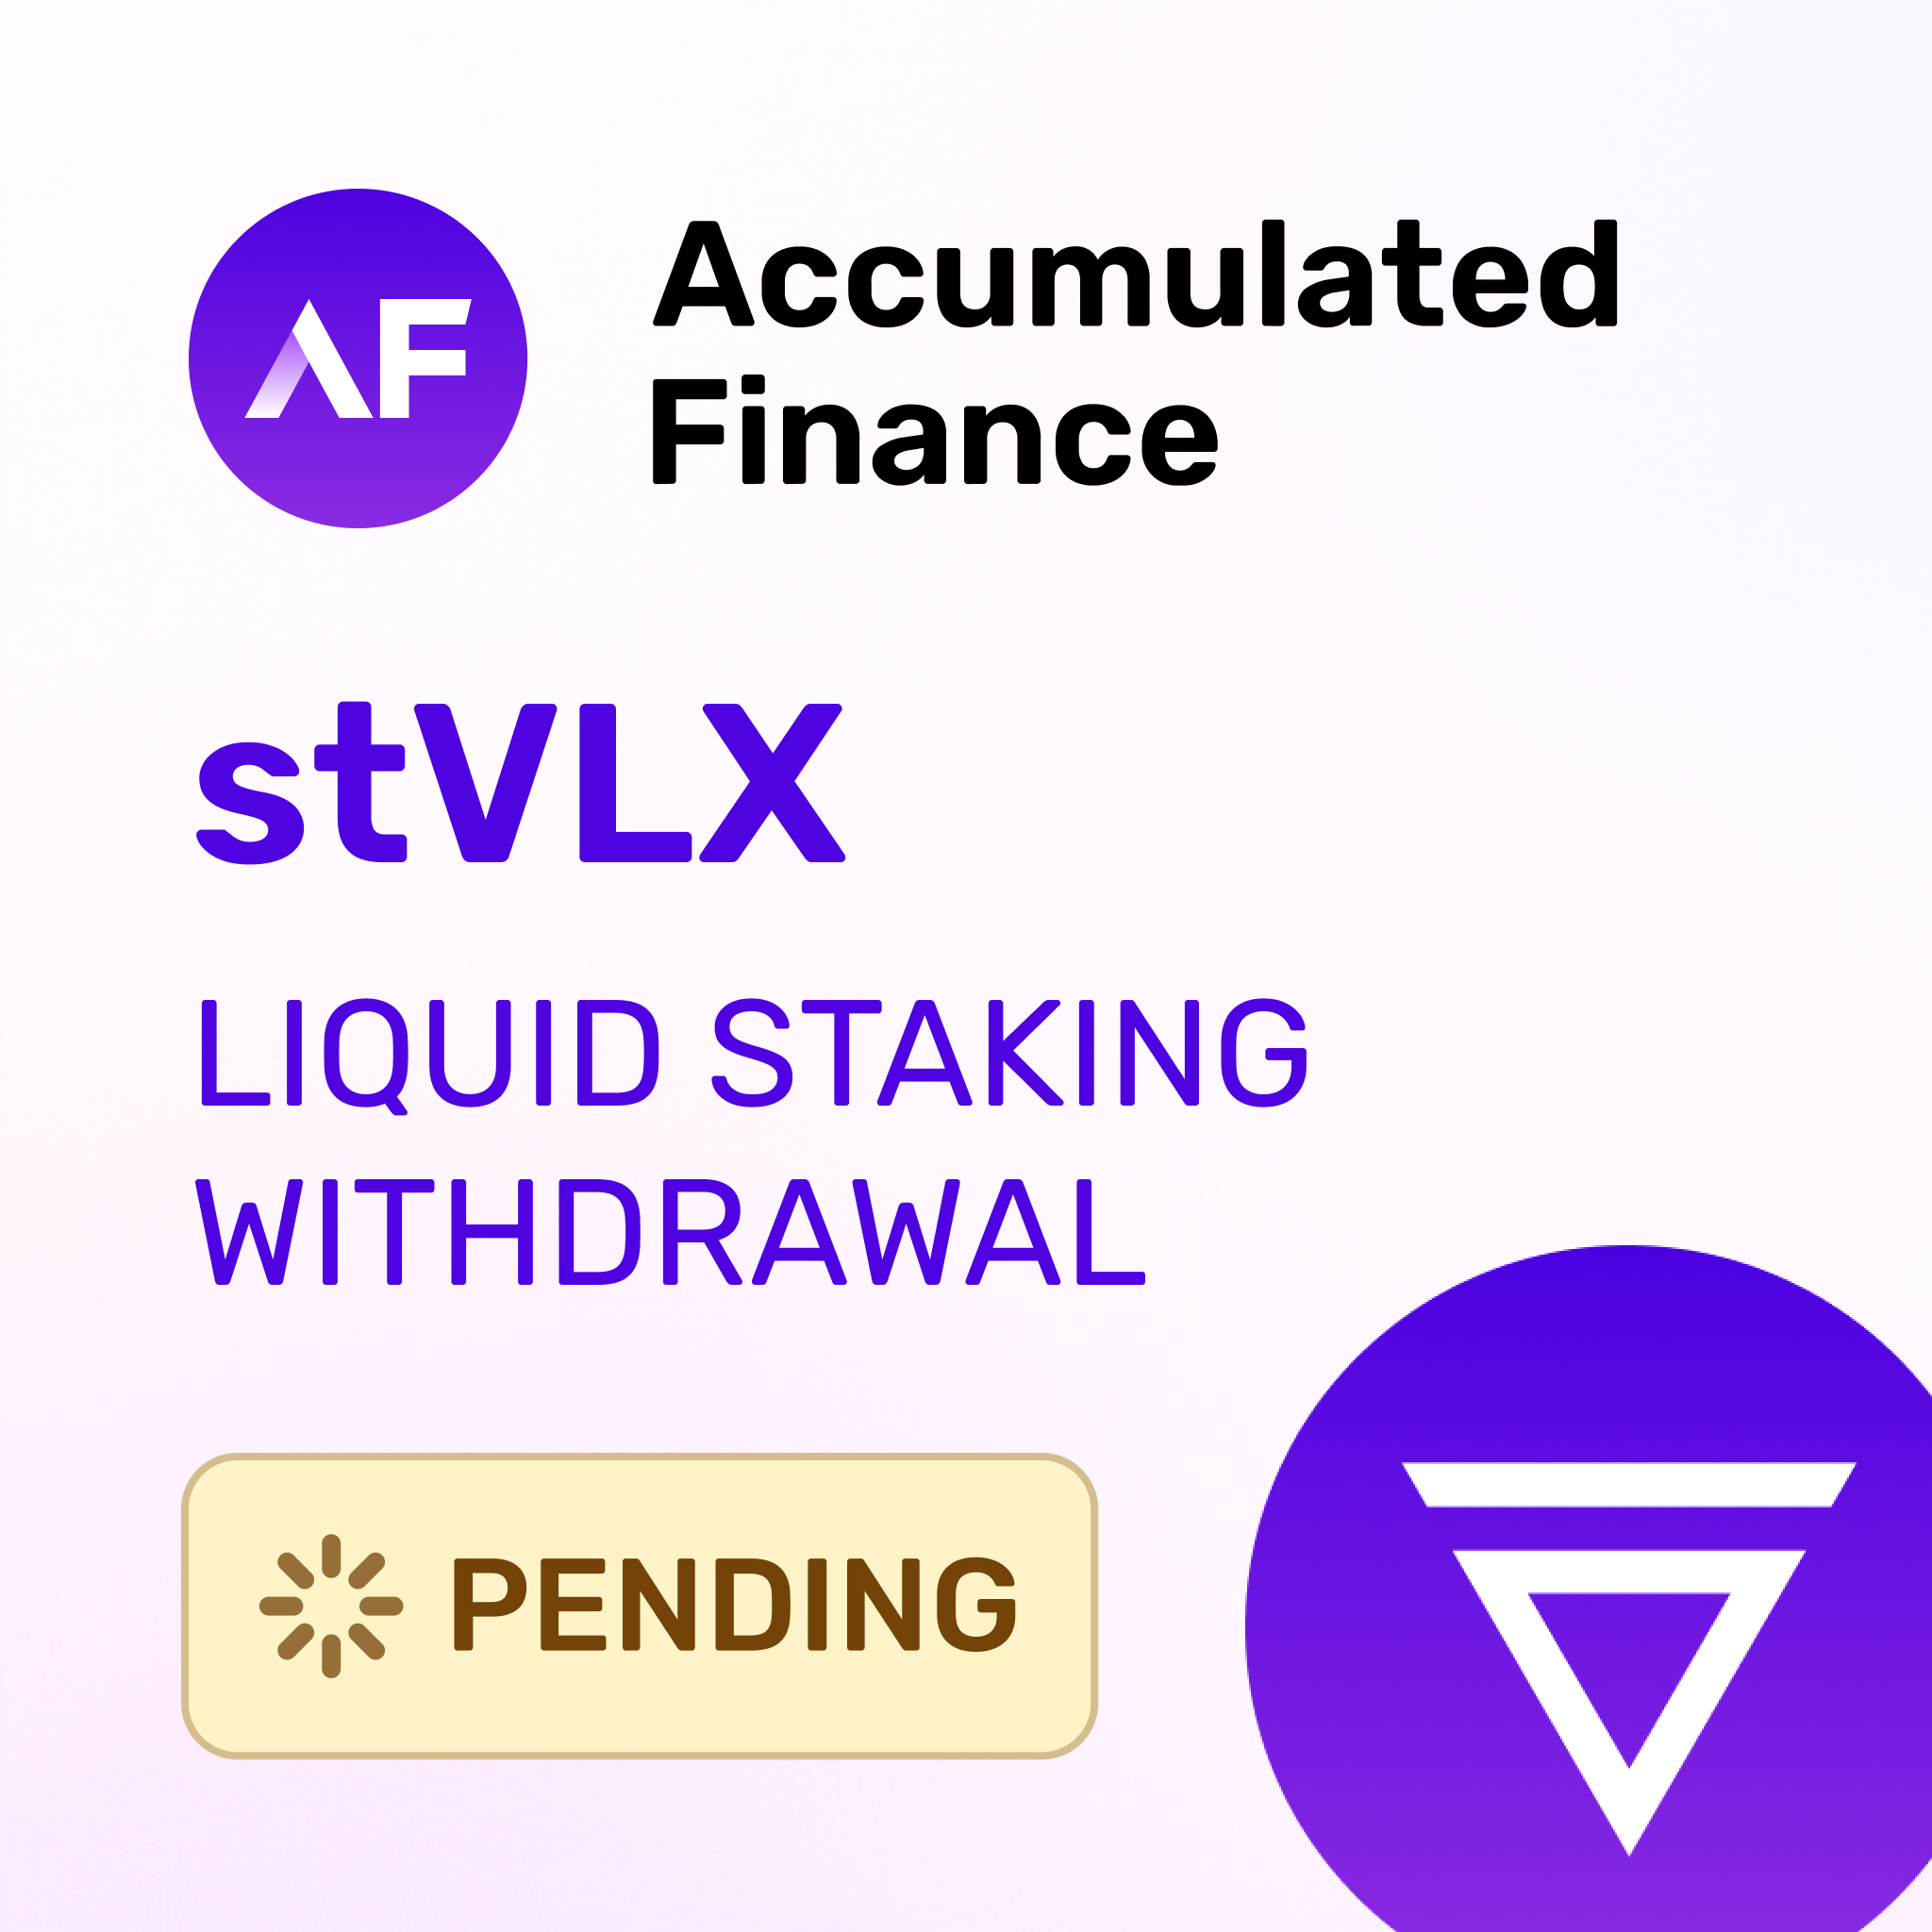 AF
Accumulated
Finance
stVLX
LIQUID STAKING
WITHDRAWAL
PENDING